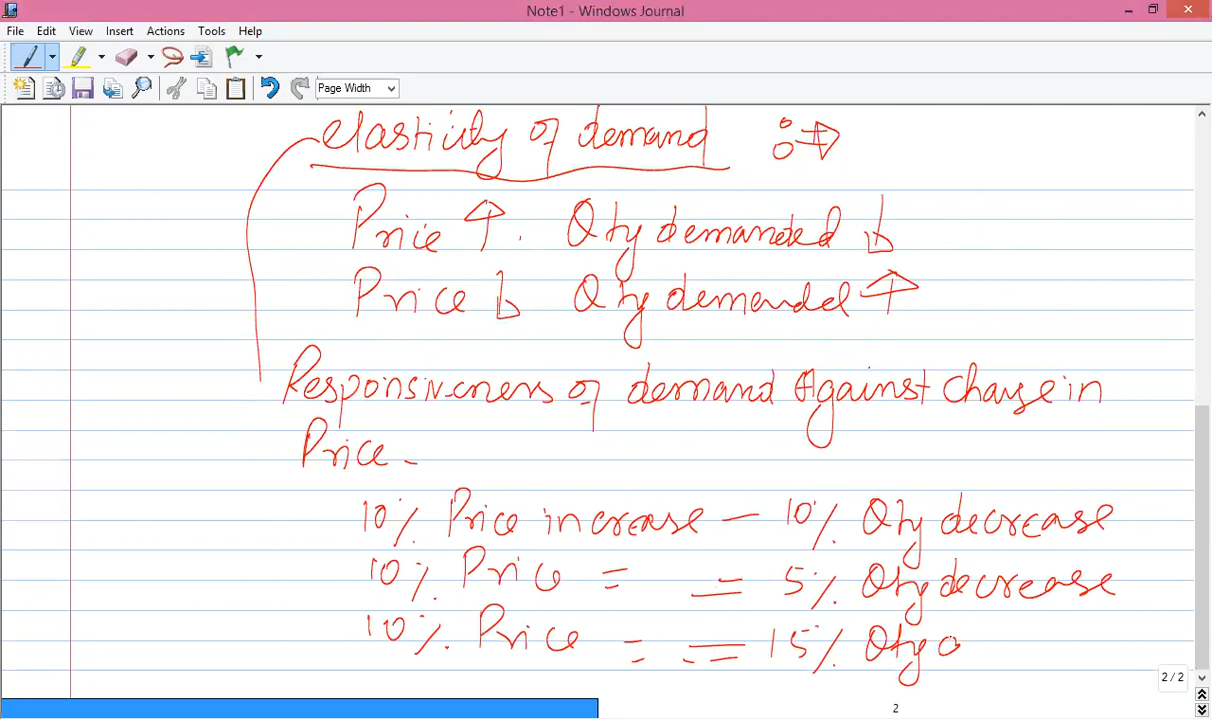 Note1 - Windows Journal
File Edit View Insert Actions Tools Help
Page Width
elasticity of demand :→
Price ↑. Qty demanded ↓
Price ↓ Qty demanded ↑
Responsiveness of demand Against Change in
Price -
10% Price increase — 10% Qty decrease
10% Price = = 5% Qty decrease
10% Price = = 15% Qty
2 / 2
2